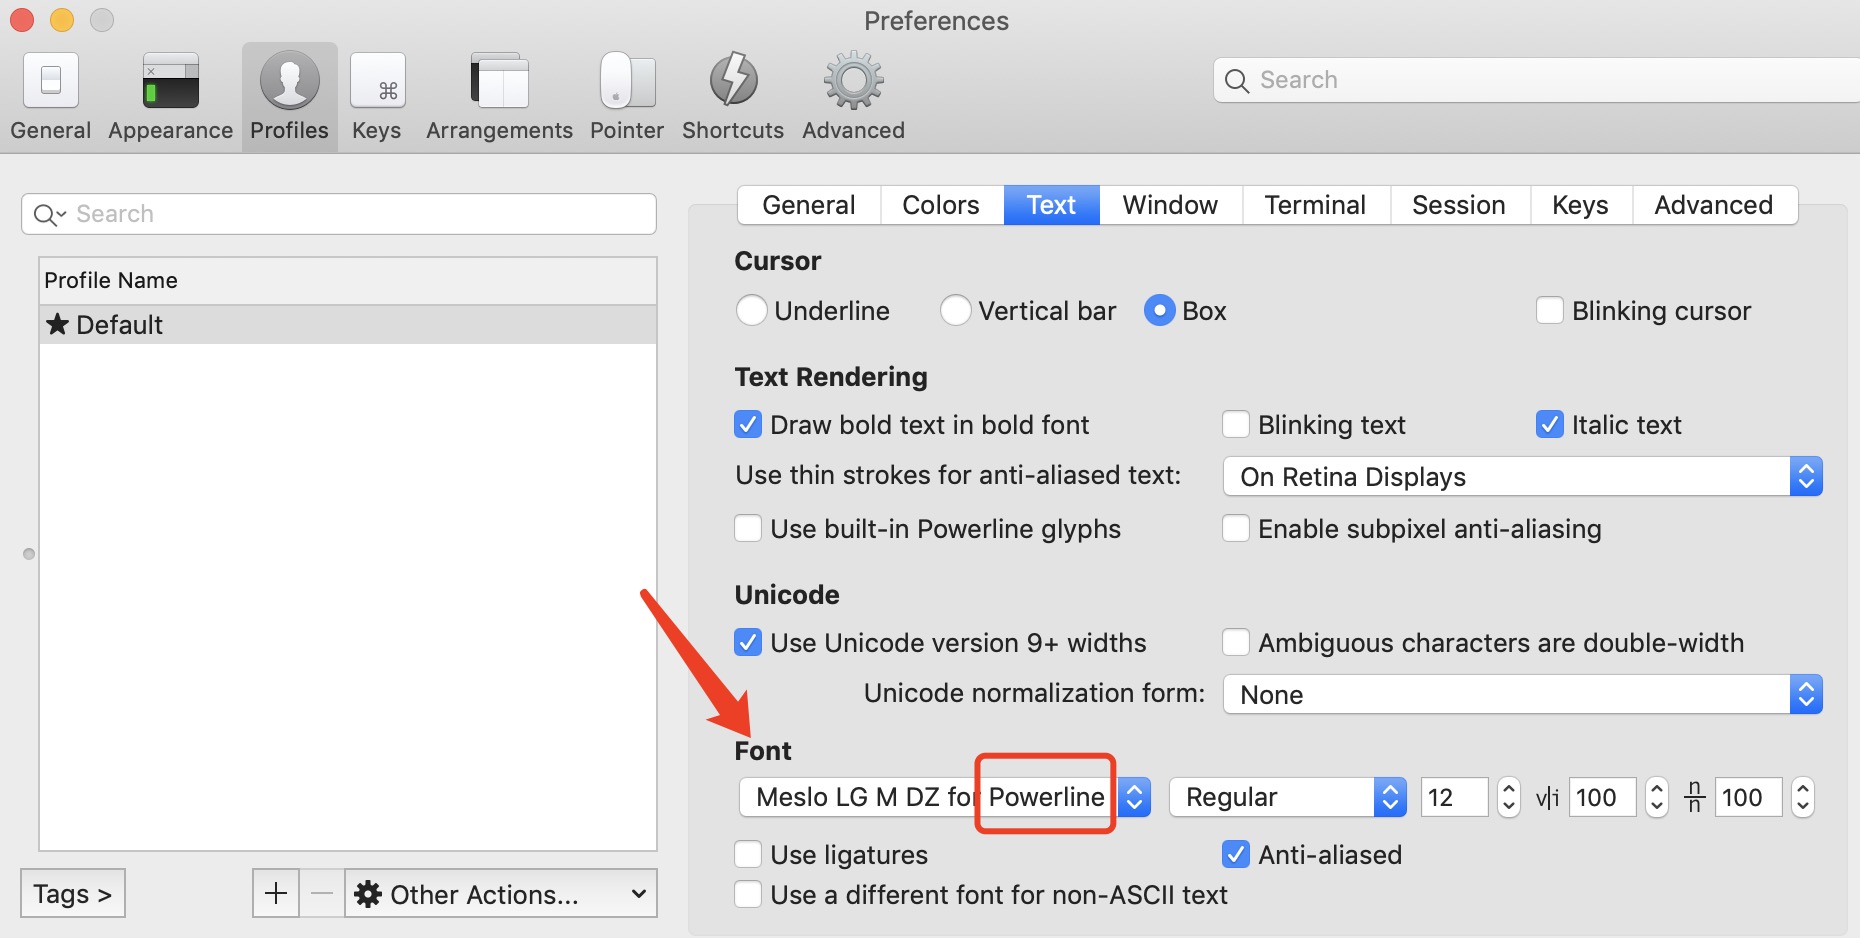 Preferences
General Appearance Profiles Keys Arrangements Pointer Shortcuts Advanced
Search
Search
Profile Name
★ Default
Tags >
+ — Other Actions...
General Colors Text Window Terminal Session Keys Advanced
Cursor
Underline Vertical bar Box Blinking cursor
Text Rendering
Draw bold text in bold font Blinking text Italic text
Use thin strokes for anti-aliased text: On Retina Displays
Use built-in Powerline glyphs Enable subpixel anti-aliasing
Unicode
Use Unicode version 9+ widths Ambiguous characters are double-width
Unicode normalization form: None
Font
Meslo LG M DZ for Powerline Regular 12 v|i 100 n/n 100
Use ligatures Anti-aliased
Use a different font for non-ASCII text